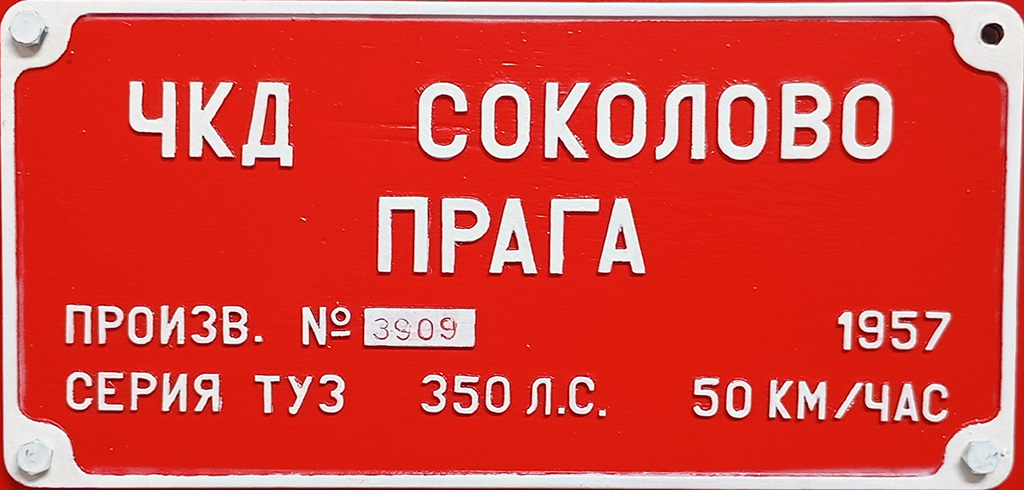 ЧКД СОКОЛОВО
ПРАГА
ПРОИЗВ. № 3909 1957
СЕРИЯ ТУЗ 350 Л.С. 50 КМ/ЧАС